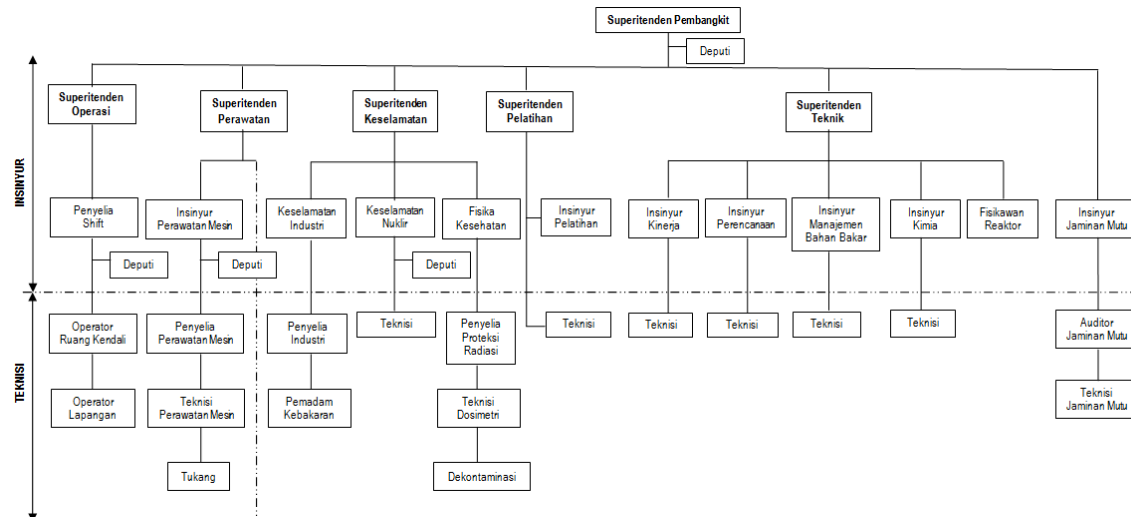 Superitenden Pembangkit
Deputi
Superitenden
Operasi
Superitenden
Perawatan
Superitenden
Keselamatan
Superitenden
Pelatihan
Superitenden
Teknik
INSINYUR
Penyelia
Shift
Insinyur
Perawatan Mesin
Keselamatan
Industri
Keselamatan
Nuklir
Fisika
Kesehatan
Insinyur
Pelatihan
Insinyur
Kinerja
Insinyur
Perencanaan
Insinyur
Manajemen
Bahan Bakar
Insinyur
Kimia
Fisikawan
Reaktor
Insinyur
Jaminan Mutu
Deputi
Deputi
Deputi
TEKNISI
Operator
Ruang Kendali
Penyelia
Perawatan Mesin
Penyelia
Industri
Teknisi
Penyelia
Proteksi
Radiasi
Teknisi
Teknisi
Teknisi
Teknisi
Teknisi
Auditor
Jaminan Mutu
Operator
Lapangan
Teknisi
Perawatan Mesin
Pemadam
Kebakaran
Teknisi
Dosimetri
Teknisi
Jaminan Mutu
Tukang
Dekontaminasi